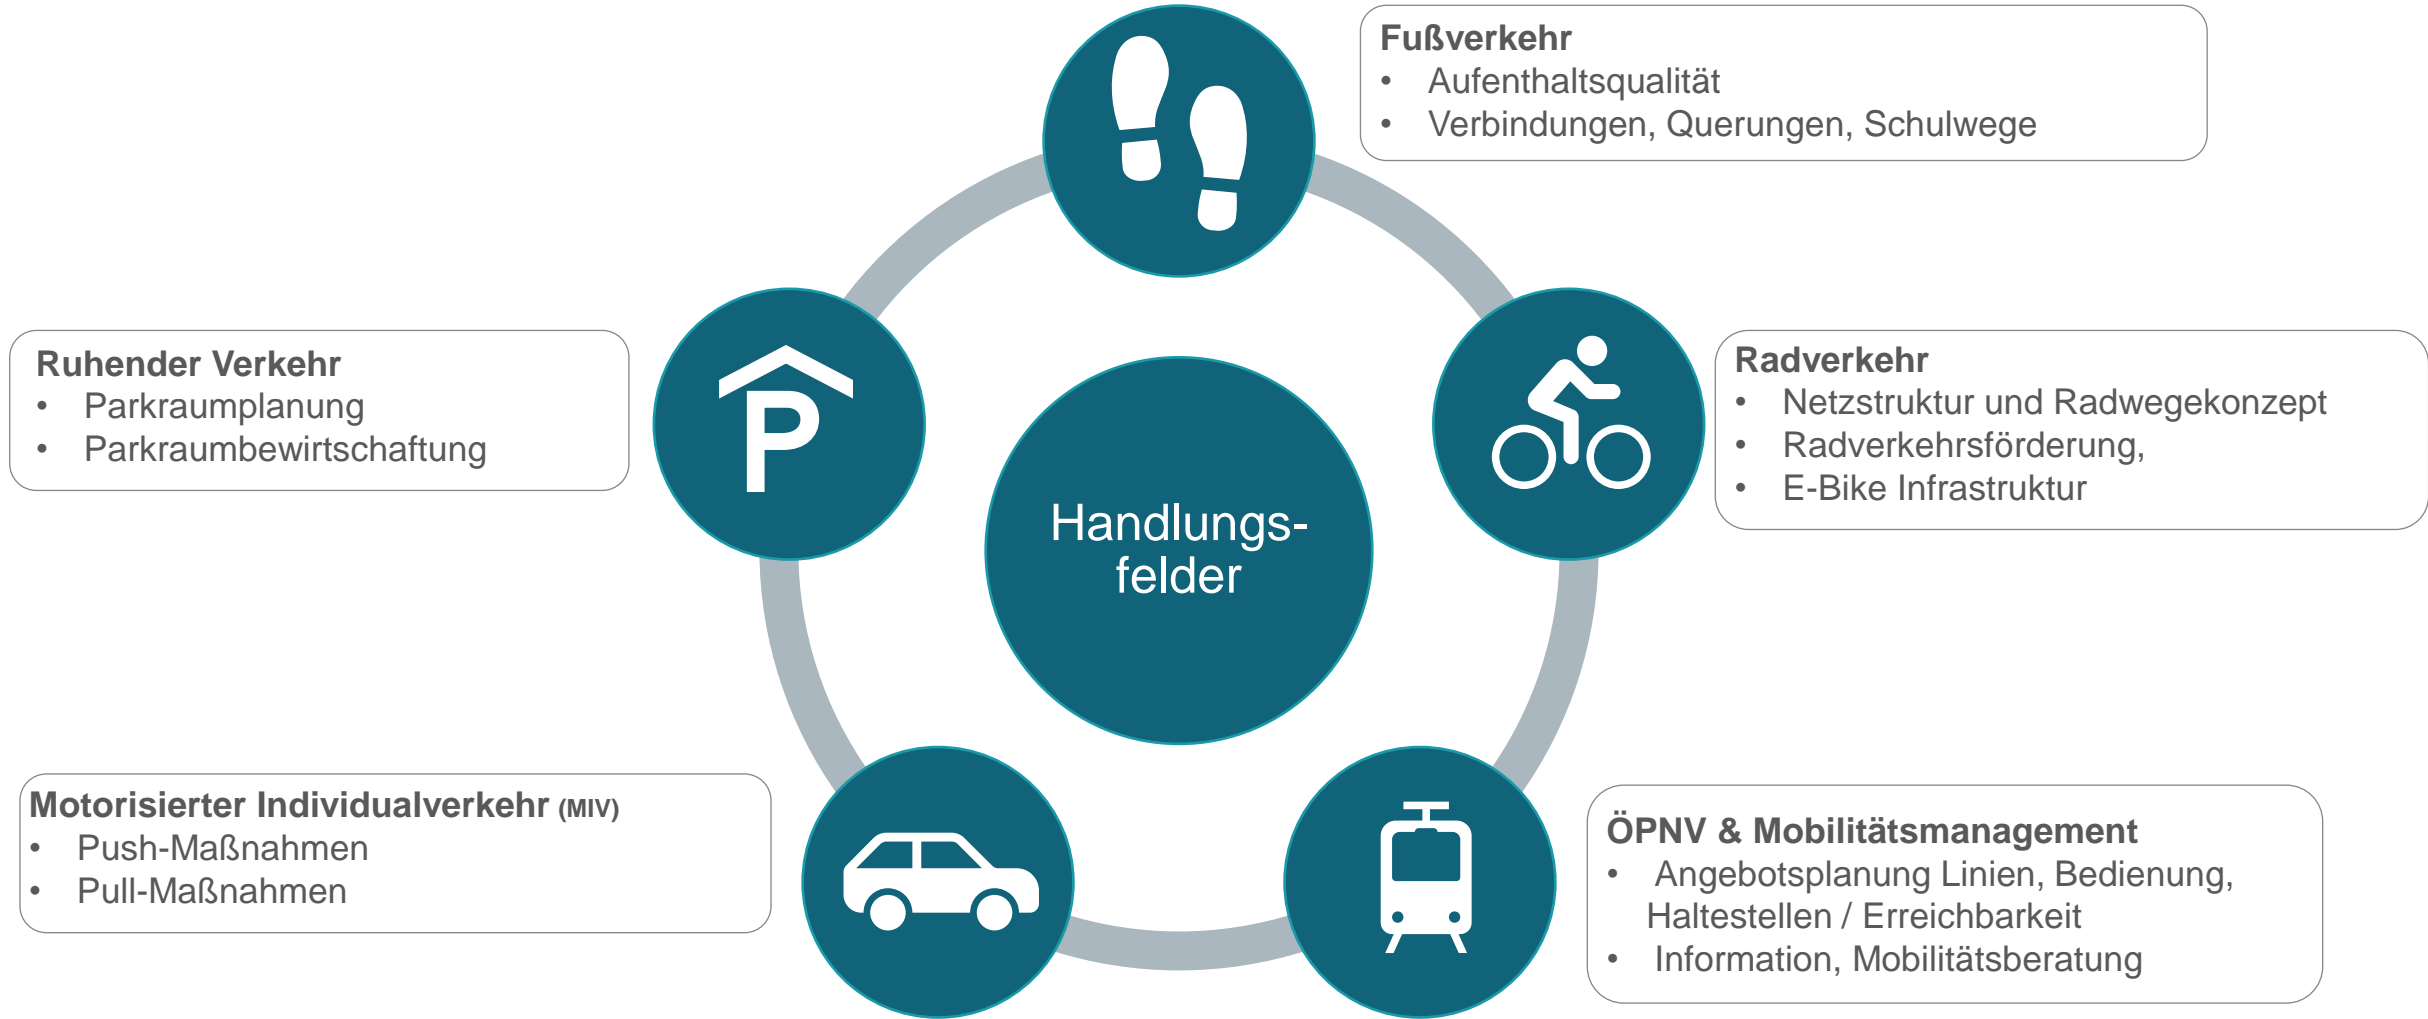 Fußverkehr
• Aufenthaltsqualität
• Verbindungen, Querungen, Schulwege
Radverkehr
• Netzstruktur und Radwegekonzept
• Radverkehrsförderung,
• E-Bike Infrastruktur
ÖPNV & Mobilitätsmanagement
• Angebotsplanung Linien, Bedienung,
Haltestellen / Erreichbarkeit
• Information, Mobilitätsberatung
Motorisierter Individualverkehr (MIV)
• Push-Maßnahmen
• Pull-Maßnahmen
Ruhender Verkehr
• Parkraumplanung
• Parkraumbewirtschaftung
P
Handlungs-
felder